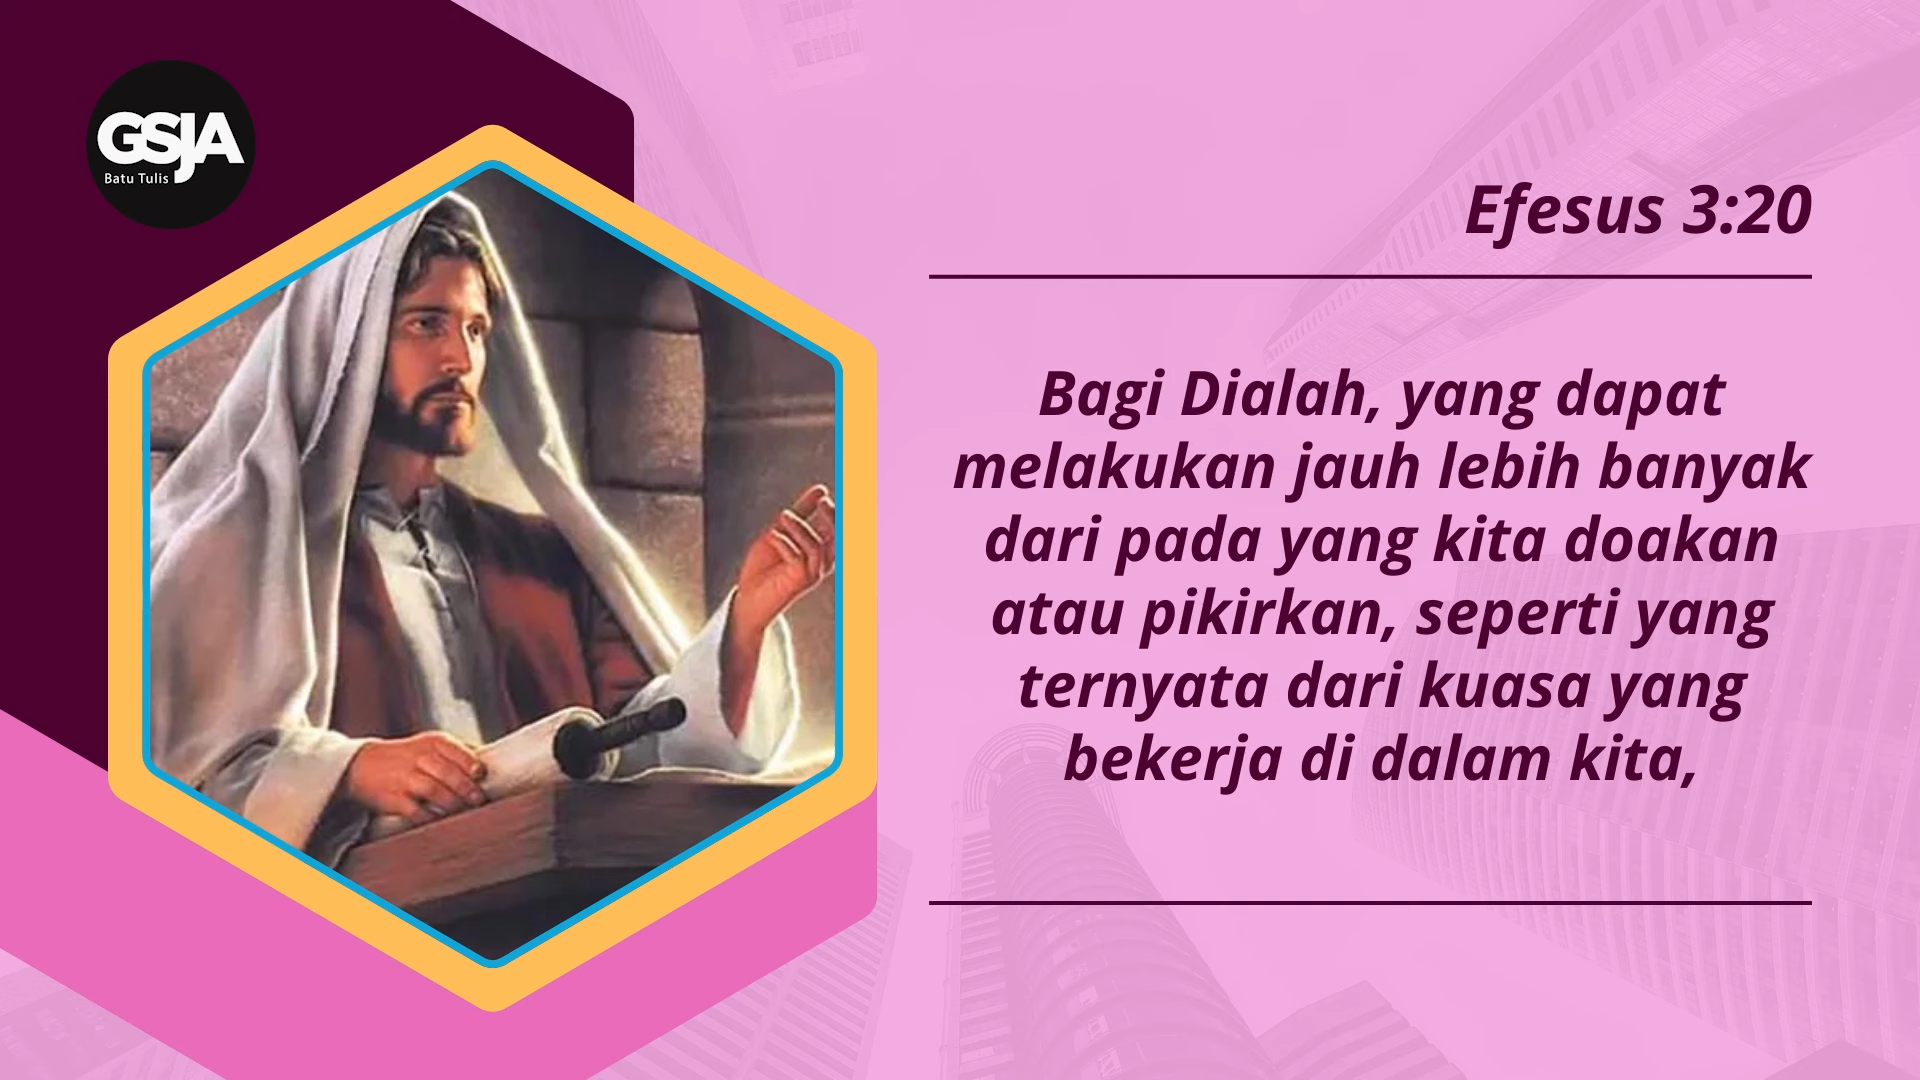 GSJA
Batu Tulis
Efesus 3:20
Bagi Dialah, yang dapat
melakukan jauh lebih banyak
dari pada yang kita doakan
atau pikirkan, seperti yang
ternyata dari kuasa yang
bekerja di dalam kita,